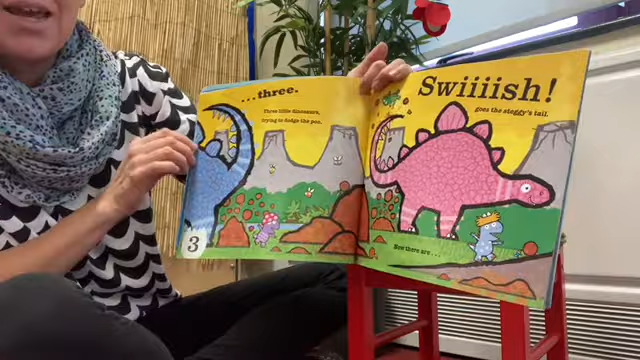 ...three.
Three little dinosaurs,
trying to dodge the poo.
3
Swiiiish!
goes the steggy's tail.
Now there are...